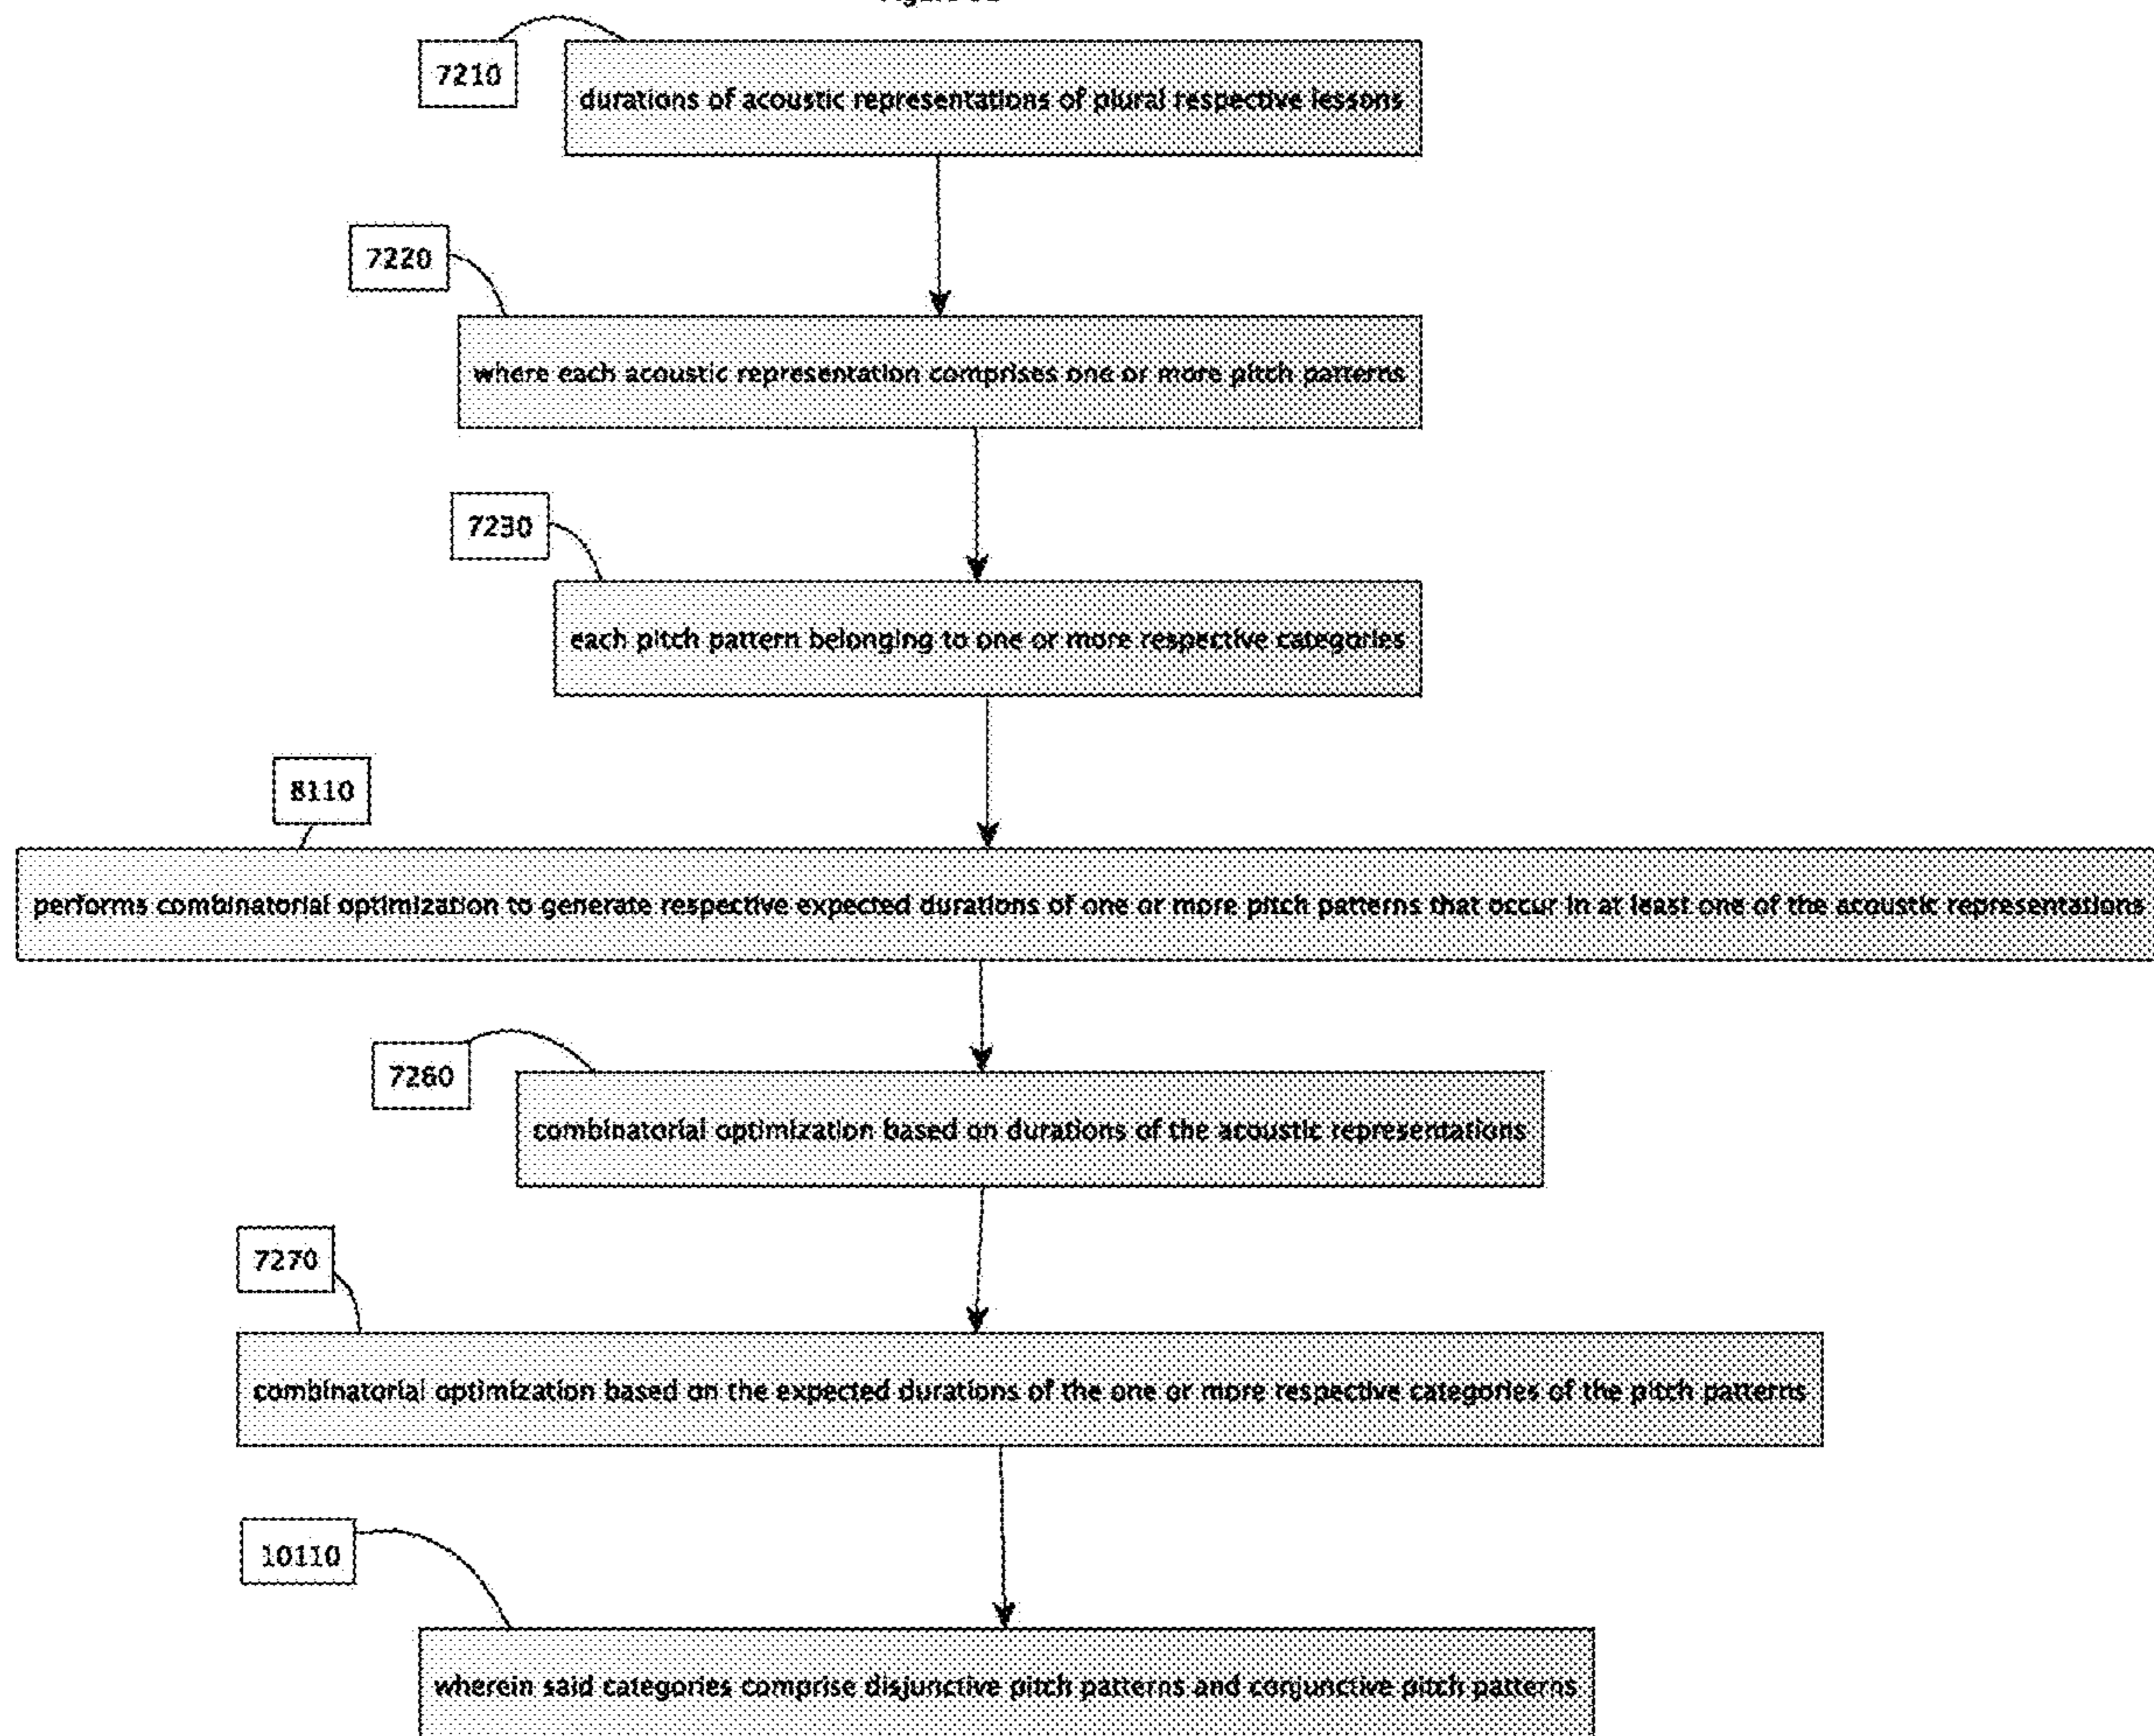 7210
durations of acoustic representations of plural respective lessons
7220
where each acoustic representation comprises one or more pitch patterns
7230
each pitch pattern belonging to one or more respective categories
8110
performs combinatorial optimization to generate respective expected durations of one or more pitch patterns that occur in at least one of the acoustic representations
7260
combinatorial optimization based on durations of the acoustic representations
7270
combinatorial optimization based on the expected durations of the one or more respective categories of the pitch patterns
10110
wherein said categories comprise disjunctive pitch patterns and conjunctive pitch patterns